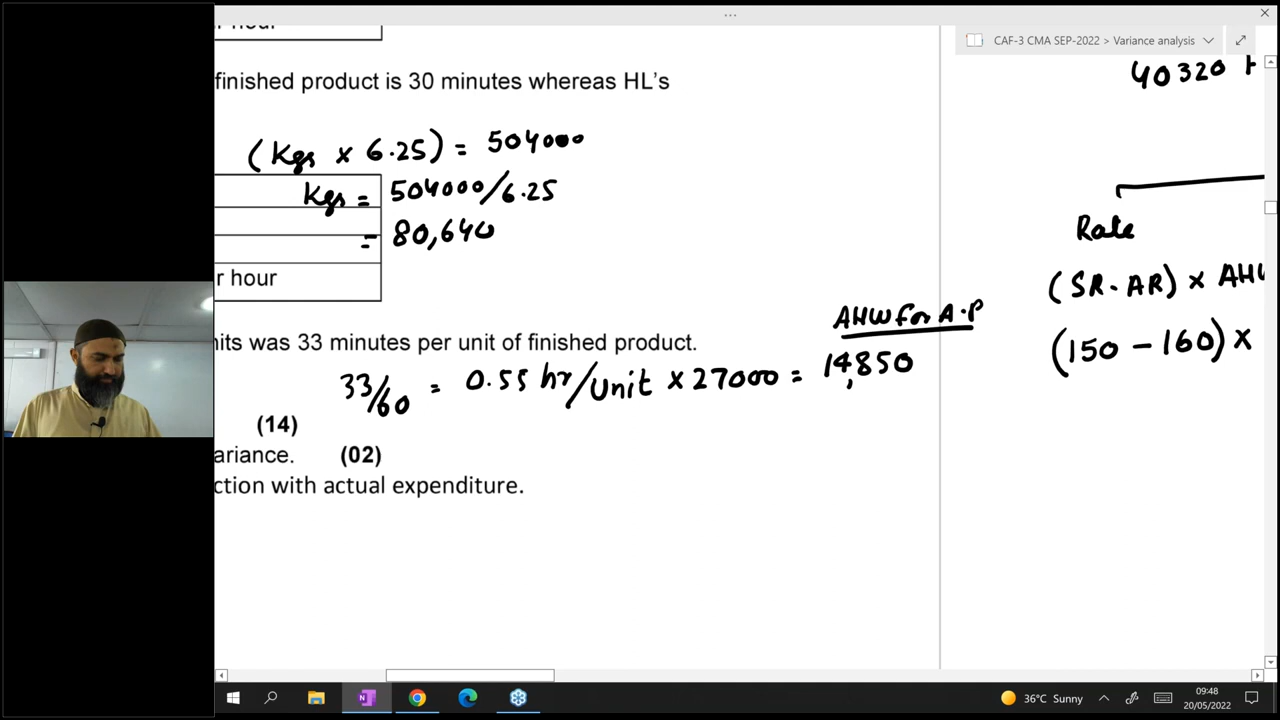 CAF-3 CMA SEP-2022 > Variance analysis
40320
finished product is 30 minutes whereas HL's
(Kgs × 6.25) = 504000
Kgs = 504000/6.25
= 80,640
r hour
Rate
(SR-AR) × AHW
(150 - 160) ×
AHW for A.P
nits was 33 minutes per unit of finished product.
33/60 = 0.55 hr/Unit × 27000 = 14,850
(14)
ariance. (02)
ction with actual expenditure.
36°C Sunny
09:48
20/05/2022